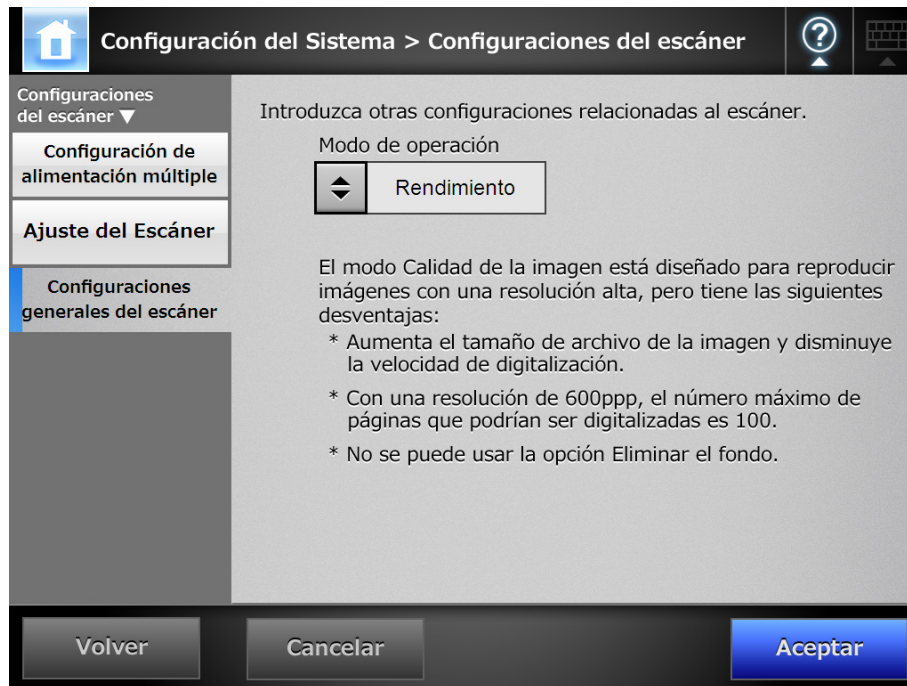 Configuración del Sistema > Configuraciones del escáner
?
Configuraciones
del escáner ▼
Configuración de
alimentación múltiple
Ajuste del Escáner
Configuraciones
generales del escáner
Introduzca otras configuraciones relacionadas al escáner.
Modo de operación
Rendimiento
El modo Calidad de la imagen está diseñado para reproducir
imágenes con una resolución alta, pero tiene las siguientes
desventajas:
* Aumenta el tamaño de archivo de la imagen y disminuye
la velocidad de digitalización.
* Con una resolución de 600ppp, el número máximo de
páginas que podrían ser digitalizadas es 100.
* No se puede usar la opción Eliminar el fondo.
Volver
Cancelar
Aceptar